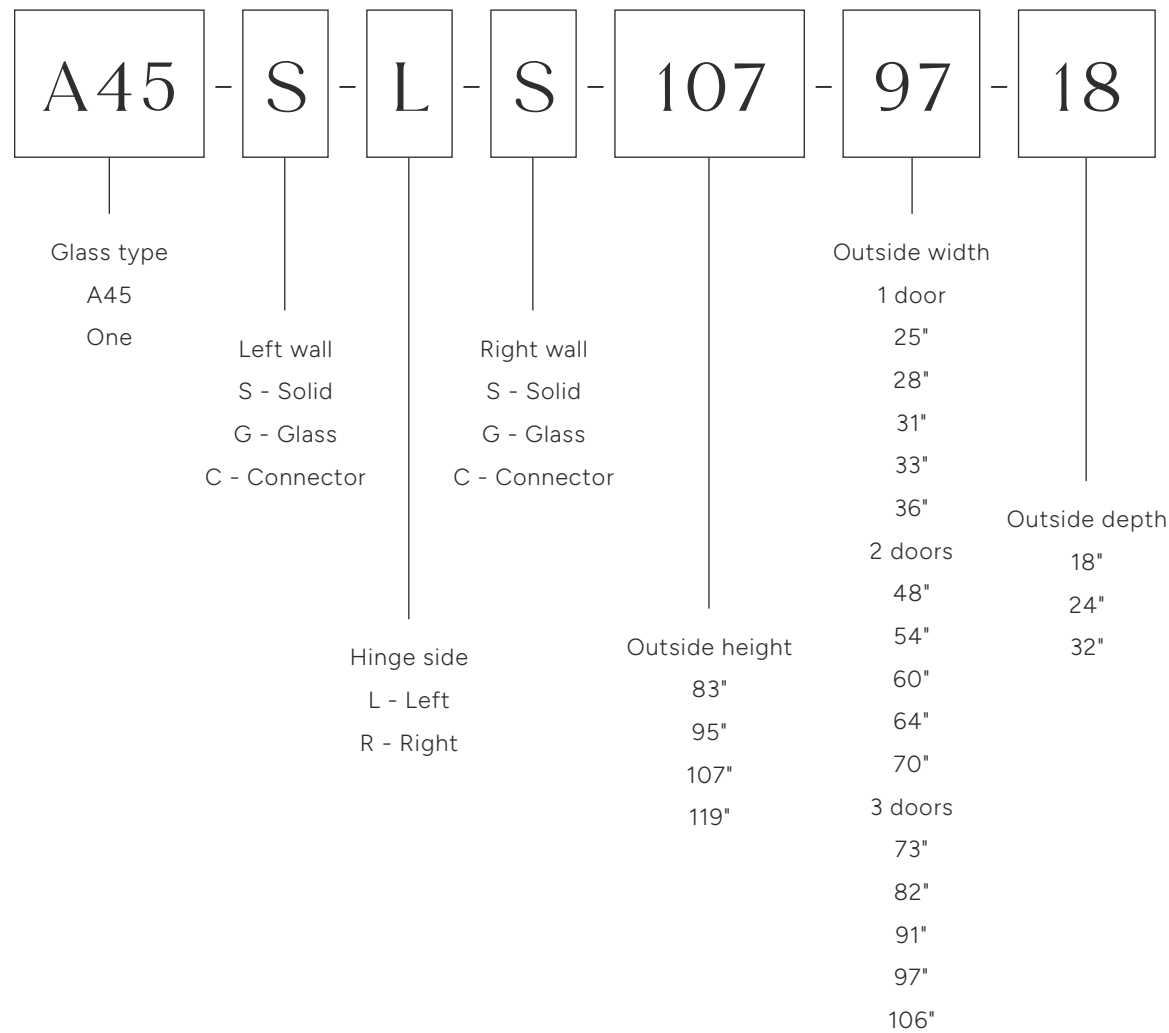 A45 - S - L - S - 107 - 97 - 18
Glass type
A45
One
Left wall
S - Solid
G - Glass
C - Connector
Hinge side
L - Left
R - Right
Right wall
S - Solid
G - Glass
C - Connector
Outside height
83"
95"
107"
119"
Outside width
1 door
25"
28"
31"
33"
36"
2 doors
48"
54"
60"
64"
70"
3 doors
73"
82"
91"
97"
106"
Outside depth
18"
24"
32"